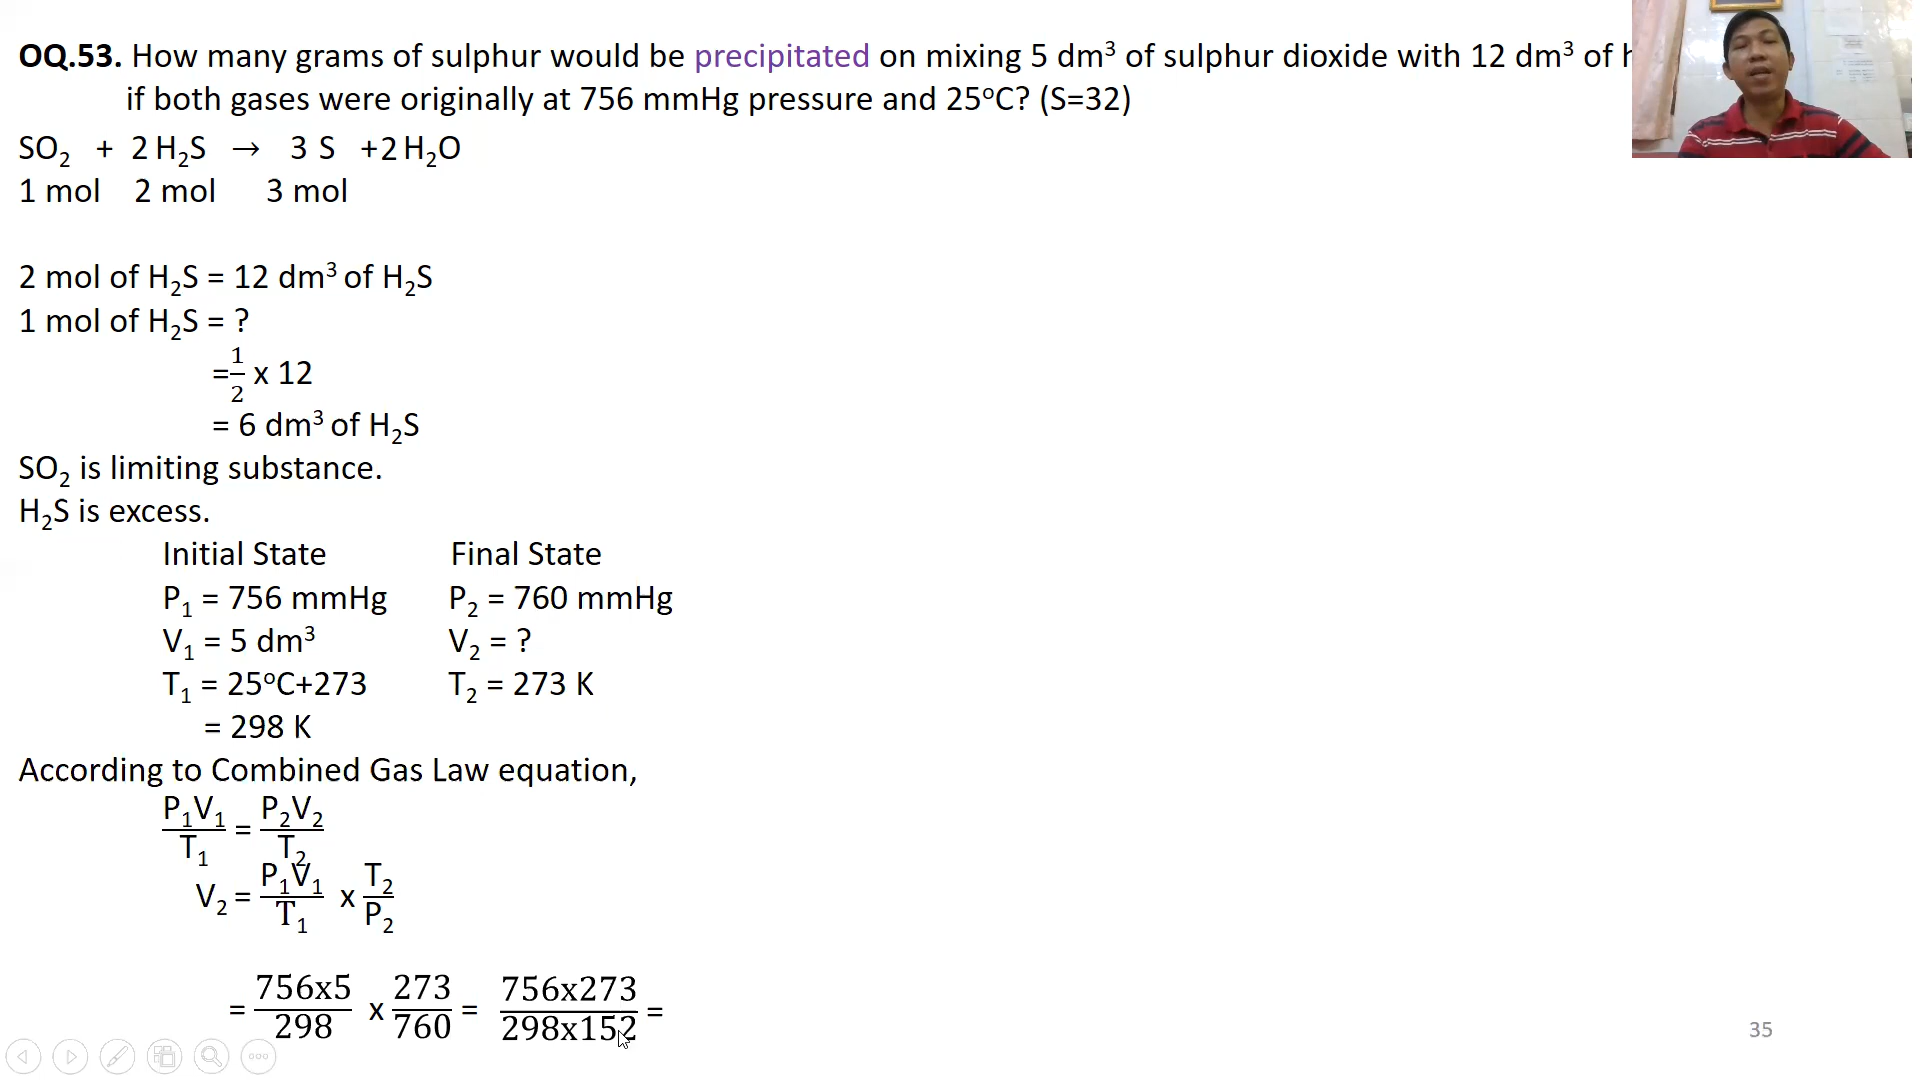 OQ.53. How many grams of sulphur would be precipitated on mixing 5 dm³ of sulphur dioxide with 12 dm³ of
if both gases were originally at 756 mmHg pressure and 25°C? (S=32)
SO₂ + 2 H₂S → 3 S +2 H₂O
1 mol 2 mol 3 mol
2 mol of H₂S = 12 dm³ of H₂S
1 mol of H₂S = ?
=1/2 x 12
= 6 dm³ of H₂S
SO₂ is limiting substance.
H₂S is excess.
Initial State Final State
P₁ = 756 mmHg P₂ = 760 mmHg
V₁ = 5 dm³ V₂ = ?
T₁ = 25°C+273 T₂ = 273 K
= 298 K
According to Combined Gas Law equation,
P₁V₁/T₁ = P₂V₂/T₂
V₂ = P₁V₁/T₁ x T₂/P₂
= 756x5/298 x 273/760 = 756x273/298x152 =
35